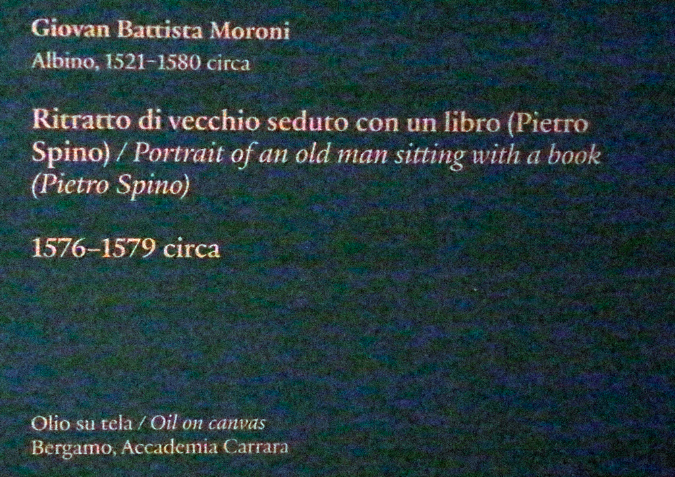 Giovan Battista Moroni
Albino, 1521–1580 circa
Ritratto di vecchio seduto con un libro (Pietro
Spino) / Portrait of an old man sitting with a book
(Pietro Spino)
1576–1579 circa
Olio su tela / Oil on canvas
Bergamo, Accademia Carrara